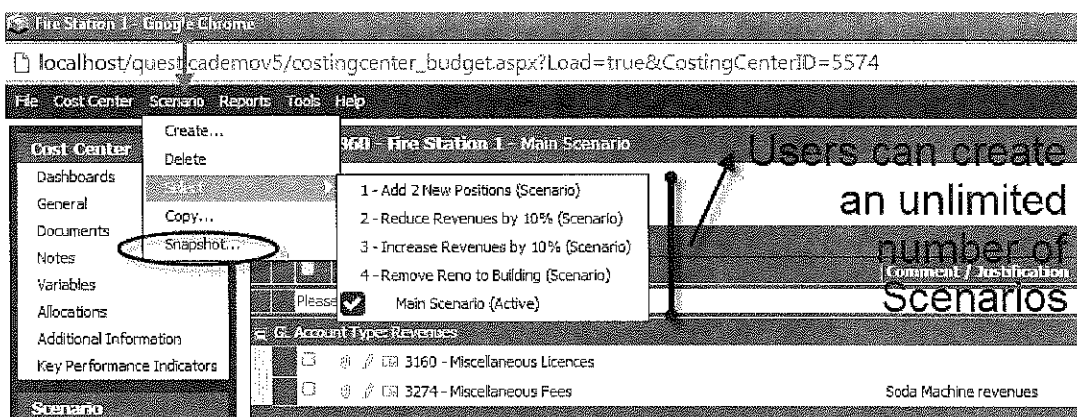 Fire Station 1 - Google Chrome
localhost/questicademov5/costingcenter_budget.aspx?Load=true&CostingCenterID=5574
File Cost Center Scenario Reports Tools Help
Cost Center
Dashboards
General
Documents
Notes
Variables
Allocations
Additional Information
Key Performance Indicators
Scenario
Create...
Delete
Select
Copy...
Snapshot...
360 - Fire Station 1 - Main Scenario
1 - Add 2 New Positions (Scenario)
2 - Reduce Revenues by 10% (Scenario)
3 - Increase Revenues by 10% (Scenario)
4 - Remove Reno to Building (Scenario)
Main Scenario (Active)
Users can create
an unlimited
number of
Scenarios
Comment / Justification
Please
G. Account Type: Revenues
3160 - Miscellaneous Licences
3274 - Miscellaneous Fees
Soda Machine revenues